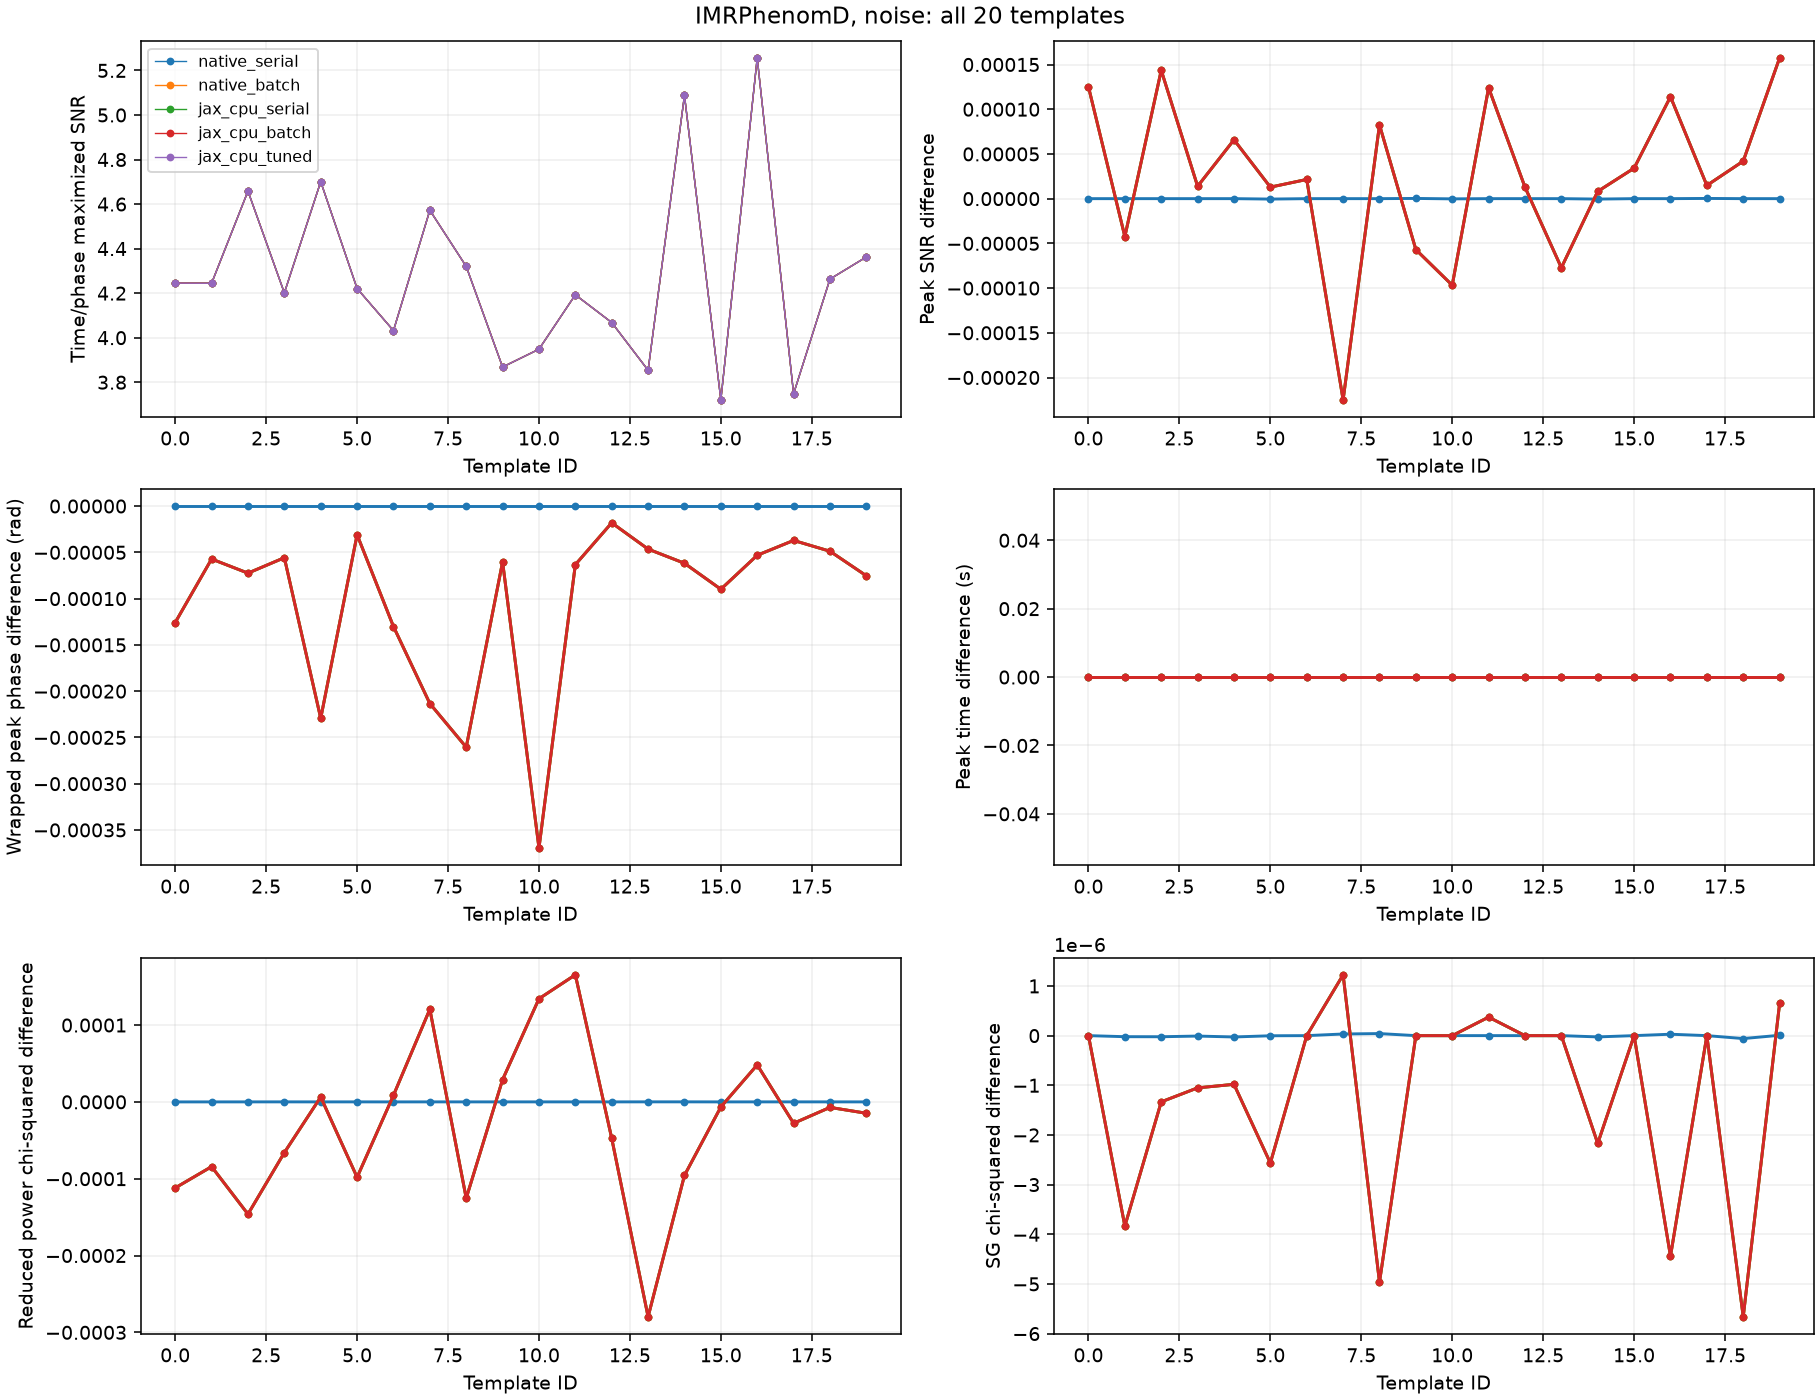 IMRPhenomD, noise: all 20 templates
native_serial
native_batch
jax_cpu_serial
jax_cpu_batch
jax_cpu_tuned
Time/phase maximized SNR
5.2
5.0
4.8
4.6
4.4
4.2
4.0
3.8
0.0 2.5 5.0 7.5 10.0 12.5 15.0 17.5
Template ID
Peak SNR difference
0.00015
0.00010
0.00005
0.00000
−0.00005
−0.00010
−0.00015
−0.00020
0.0 2.5 5.0 7.5 10.0 12.5 15.0 17.5
Template ID
Wrapped peak phase difference (rad)
0.00000
−0.00005
−0.00010
−0.00015
−0.00020
−0.00025
−0.00030
−0.00035
0.0 2.5 5.0 7.5 10.0 12.5 15.0 17.5
Template ID
Peak time difference (s)
0.04
0.02
0.00
−0.02
−0.04
0.0 2.5 5.0 7.5 10.0 12.5 15.0 17.5
Template ID
Reduced power chi-squared difference
0.0001
0.0000
−0.0001
−0.0002
−0.0003
0.0 2.5 5.0 7.5 10.0 12.5 15.0 17.5
Template ID
1e−6
SG chi-squared difference
1
0
−1
−2
−3
−4
−5
−6
0.0 2.5 5.0 7.5 10.0 12.5 15.0 17.5
Template ID